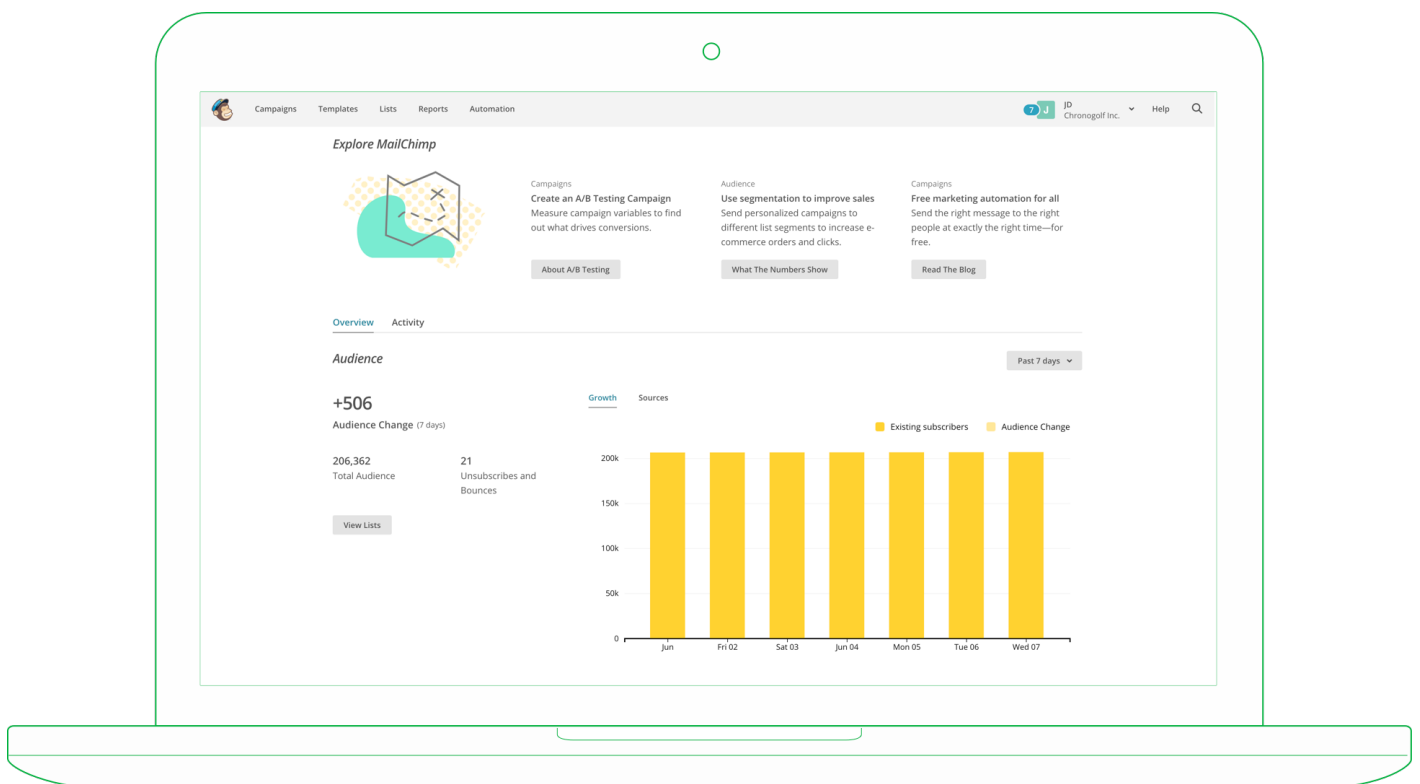 Campaigns Templates Lists Reports Automation
7 J JD
Chronogolf Inc.
Help
Explore MailChimp
Campaigns
Create an A/B Testing Campaign
Measure campaign variables to find
out what drives conversions.
About A/B Testing
Audience
Use segmentation to improve sales
Send personalized campaigns to
different list segments to increase e-
commerce orders and clicks.
What The Numbers Show
Campaigns
Free marketing automation for all
Send the right message to the right
people at exactly the right time—for
free.
Read The Blog
Overview Activity
Audience
Past 7 days
+506
Audience Change (7 days)
206,362
Total Audience
21
Unsubscribes and
Bounces
View Lists
Growth Sources
Existing subscribers Audience Change
200k
150k
100k
50k
0
Jun Fri 02 Sat 03 Jun 04 Mon 05 Tue 06 Wed 07